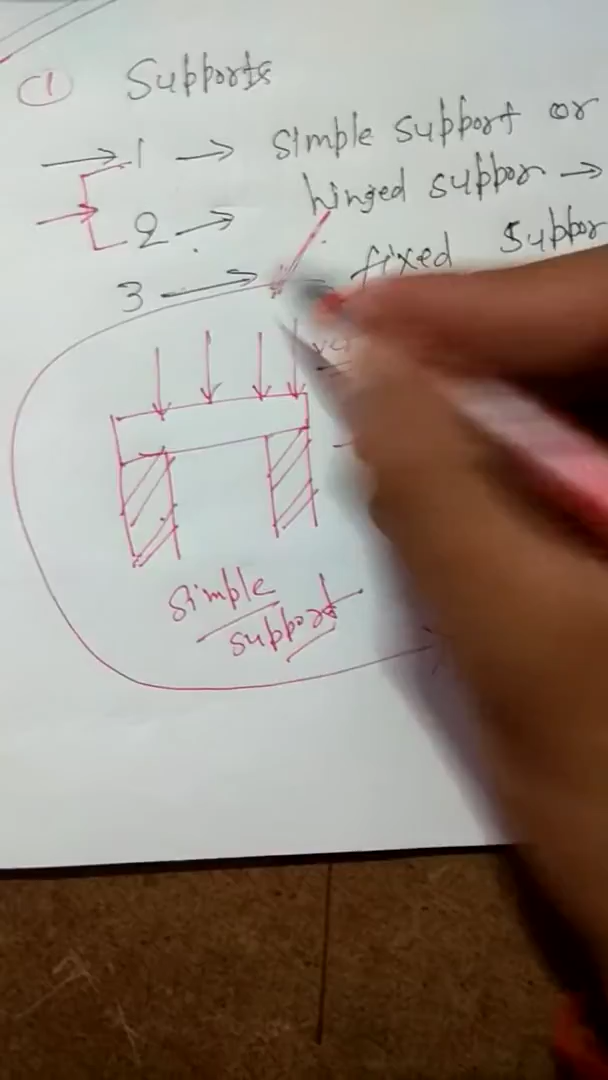 ① Supports
→ 1 → simple support or
2 → hinged suppor →
3 → fixed suppor
simple
support